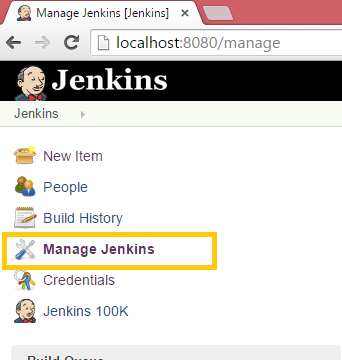 Manage Jenkins [Jenkins]
localhost:8080/manage
Jenkins
Jenkins
New Item
People
Build History
Manage Jenkins
Credentials
Jenkins 100K
Build Queue